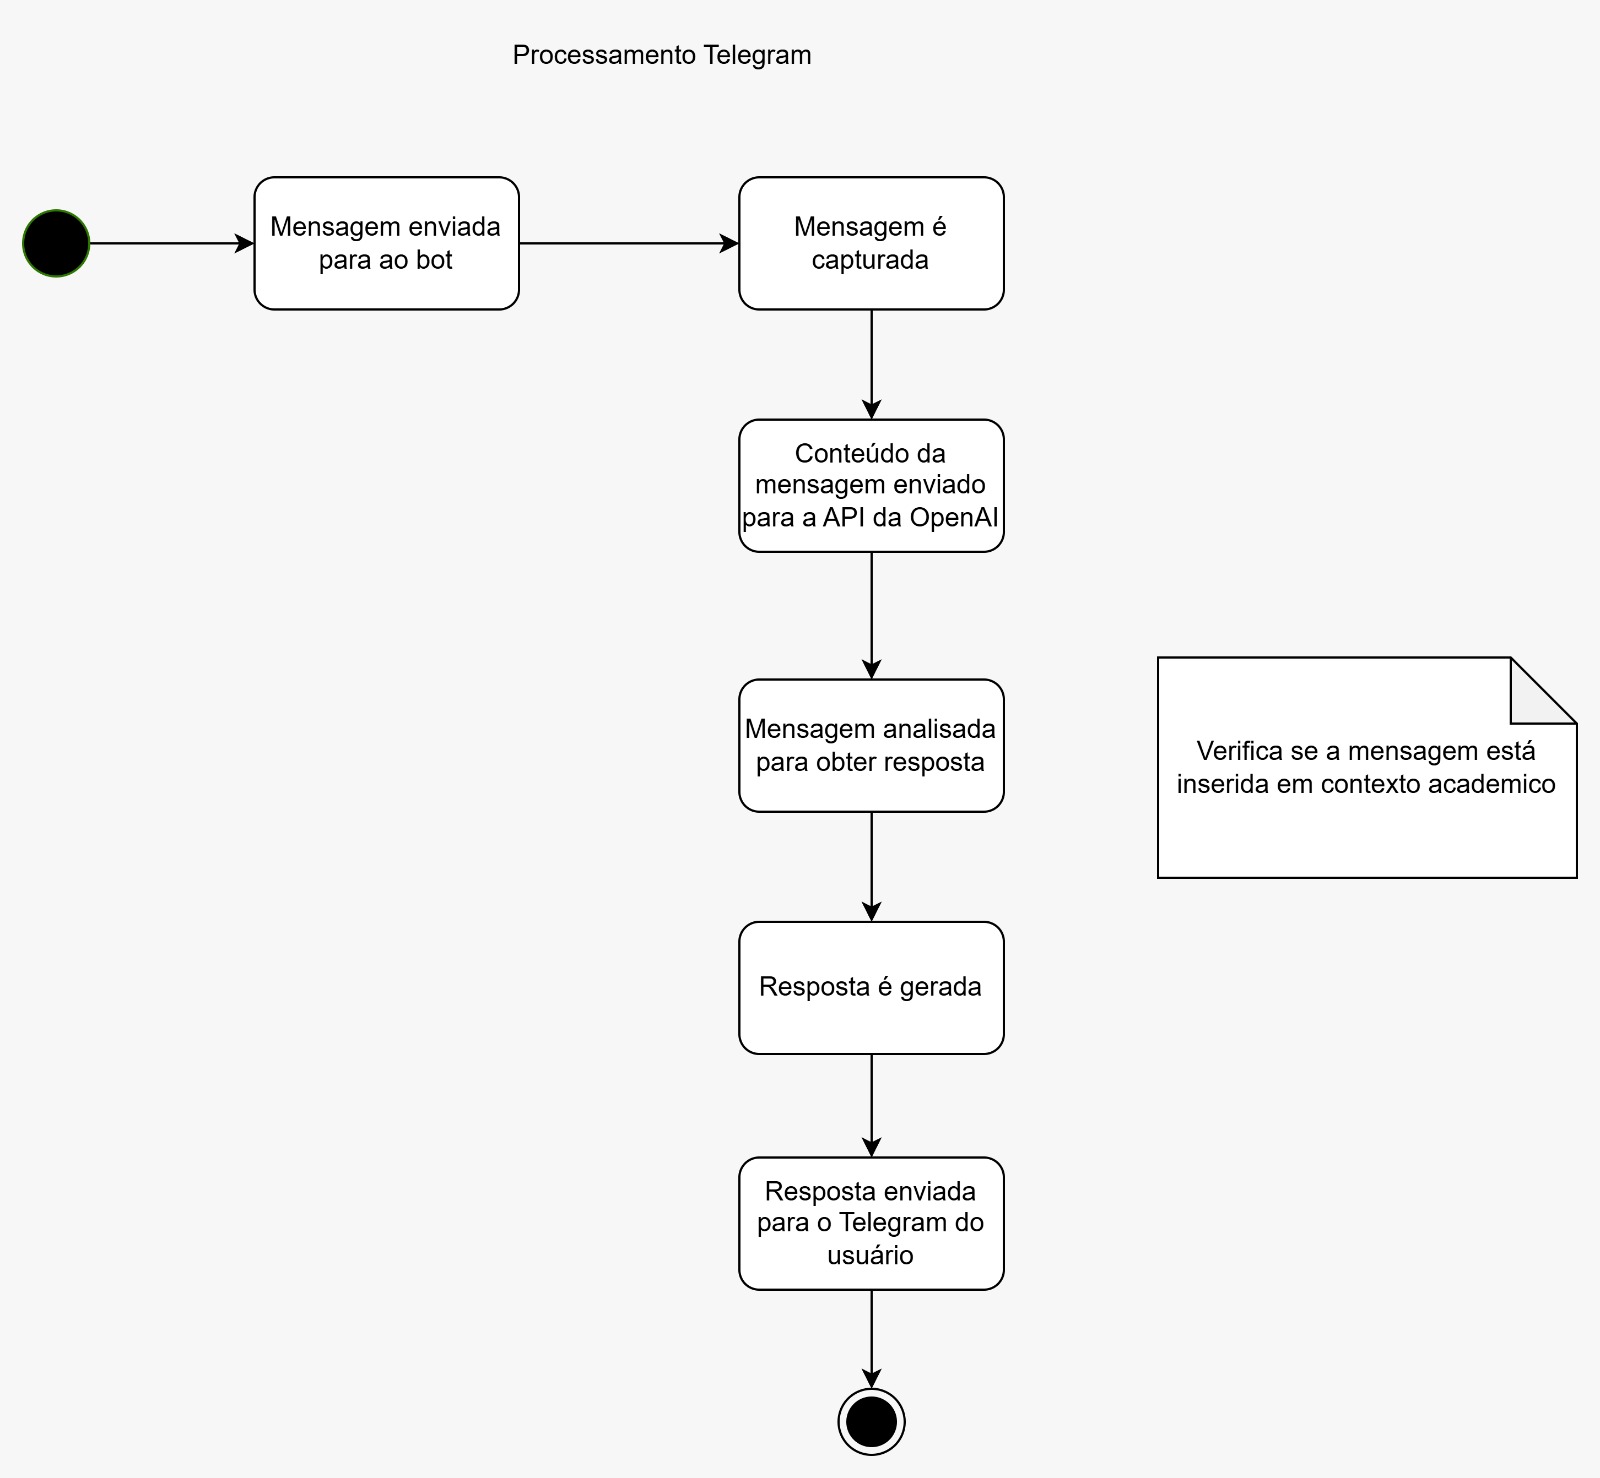 Processamento Telegram
Mensagem enviada
para ao bot
Mensagem é
capturada
Conteúdo da
mensagem enviado
para a API da OpenAI
Mensagem analisada
para obter resposta
Verifica se a mensagem está
inserida em contexto academico
Resposta é gerada
Resposta enviada
para o Telegram do
usuário